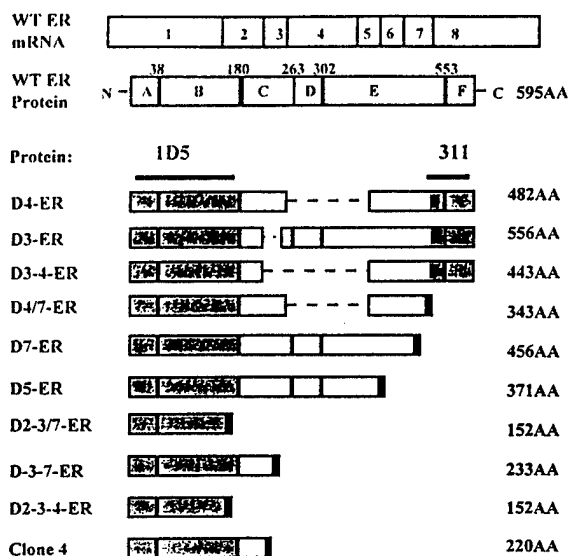 WT ER
mRNA
1 2 3 4 5 6 7 8
38 180 263 302 553
WT ER
Protein
N A B C D E F C 595AA
Protein: 1D5 311
D4-ER 482AA
D3-ER 556AA
D3-4-ER 443AA
D4/7-ER 343AA
D7-ER 456AA
D5-ER 371AA
D2-3/7-ER 152AA
D-3-7-ER 233AA
D2-3-4-ER 152AA
Clone 4 220AA